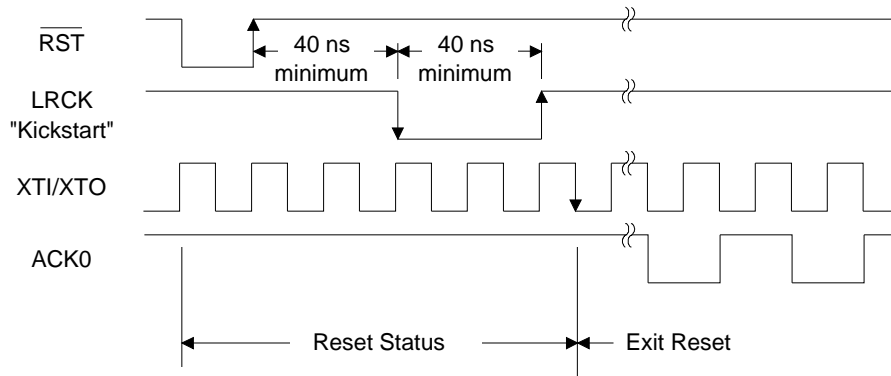 RST
40 ns
minimum
40 ns
minimum
LRCK
"Kickstart"
XTI/XTO
ACK0
Reset Status
Exit Reset